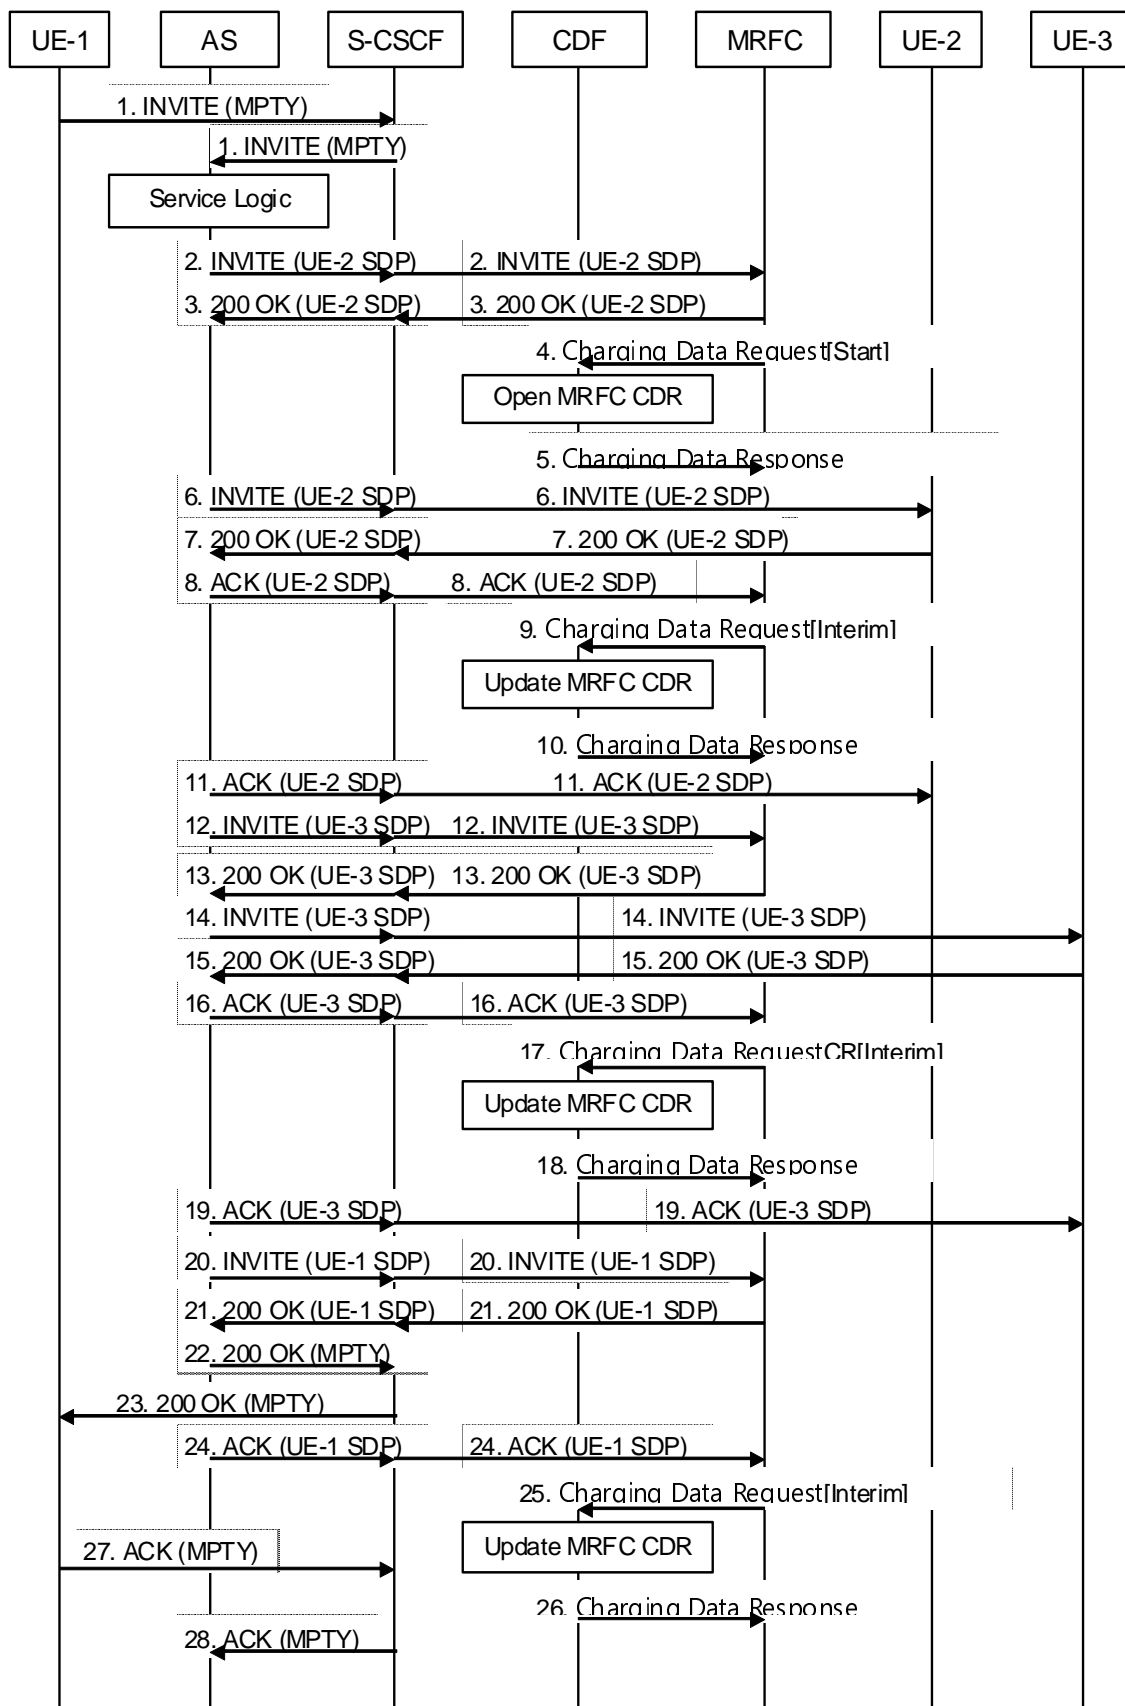 UE-1
AS
S-CSCF
CDF
MRFC
UE-2
UE-3
1. INVITE (MPTY)
1. INVITE (MPTY)
Service Logic
2. INVITE (UE-2 SDP)
2. INVITE (UE-2 SDP)
3. 200 OK (UE-2 SDP)
3. 200 OK (UE-2 SDP)
4. Charging Data Request[Start]
Open MRFC CDR
5. Charging Data Response
6. INVITE (UE-2 SDP)
6. INVITE (UE-2 SDP)
7. 200 OK (UE-2 SDP)
7. 200 OK (UE-2 SDP)
8. ACK (UE-2 SDP)
8. ACK (UE-2 SDP)
9. Charging Data Request[Interim]
Update MRFC CDR
10. Charging Data Response
11. ACK (UE-2 SDP)
11. ACK (UE-2 SDP)
12. INVITE (UE-3 SDP)
12. INVITE (UE-3 SDP)
13. 200 OK (UE-3 SDP)
13. 200 OK (UE-3 SDP)
14. INVITE (UE-3 SDP)
14. INVITE (UE-3 SDP)
15. 200 OK (UE-3 SDP)
15. 200 OK (UE-3 SDP)
16. ACK (UE-3 SDP)
16. ACK (UE-3 SDP)
17. Charging Data RequestCR[Interim]
Update MRFC CDR
18. Charging Data Response
19. ACK (UE-3 SDP)
19. ACK (UE-3 SDP)
20. INVITE (UE-1 SDP)
20. INVITE (UE-1 SDP)
21. 200 OK (UE-1 SDP)
21. 200 OK (UE-1 SDP)
22. 200 OK (MPTY)
23. 200 OK (MPTY)
24. ACK (UE-1 SDP)
24. ACK (UE-1 SDP)
25. Charging Data Request[Interim]
Update MRFC CDR
27. ACK (MPTY)
26. Charging Data Response
28. ACK (MPTY)